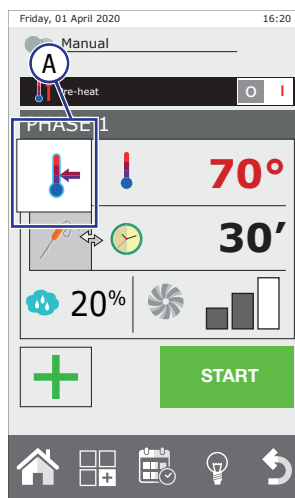 Friday, 01 April 2020 16:20
Manual
A
re-heat O I
PHASE 1
70°
30′
20%
START